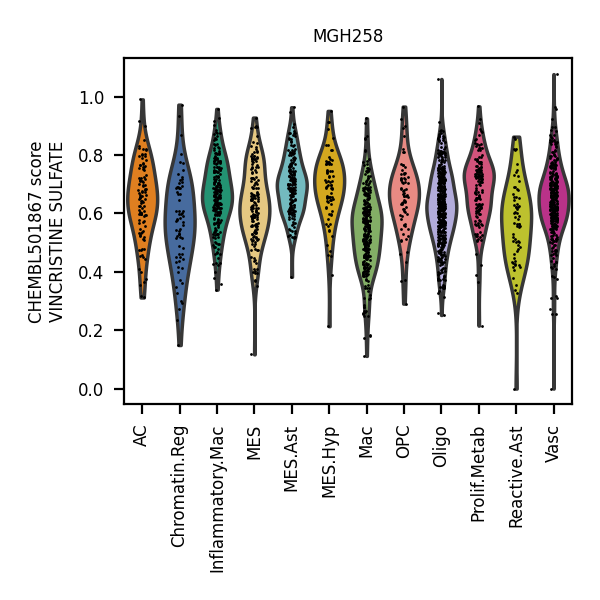 MGH258
CHEMBL501867 score
VINCRISTINE SULFATE
1.0
0.8
0.6
0.4
0.2
0.0
AC
Chromatin.Reg
Inflammatory.Mac
MES
MES.Ast
MES.Hyp
Mac
OPC
Oligo
Prolif.Metab
Reactive.Ast
Vasc